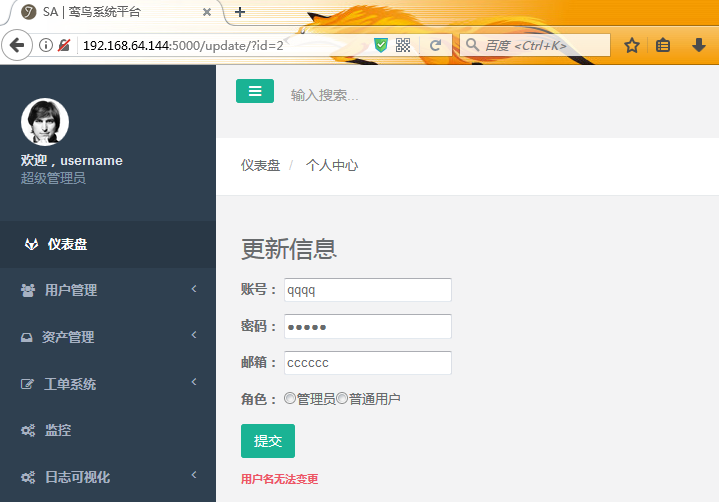 SA | 鸾鸟系统平台
192.168.64.144:5000/update/?id=2
百度 <Ctrl+K>
欢迎，username
超级管理员
仪表盘
用户管理
资产管理
工单系统
监控
日志可视化
输入搜索...
仪表盘 / 个人中心
更新信息
账号： qqqq
密码： ●●●●●
邮箱： cccccc
角色： 管理员 普通用户
提交
用户名无法变更